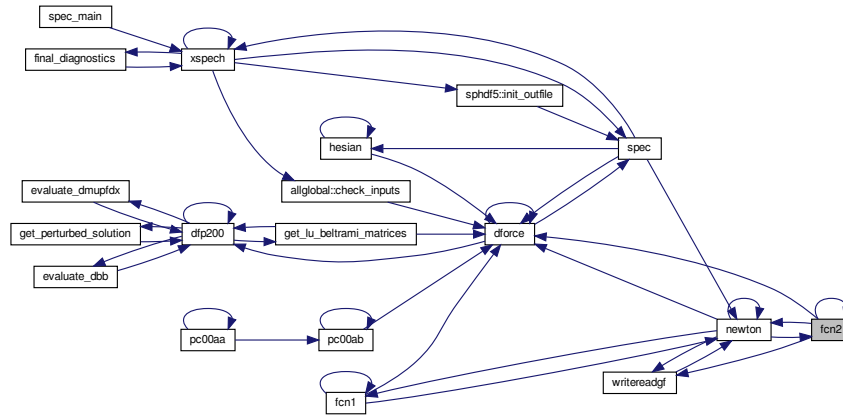 spec_main
final_diagnostics
xspech
sphdf5::init_outfile
hesian
spec
evaluate_dmupfdx
allglobal::check_inputs
get_perturbed_solution
dfp200
get_lu_beltrami_matrices
dforce
evaluate_dbb
pc00aa
pc00ab
newton
fcn2
writereadgf
fcn1